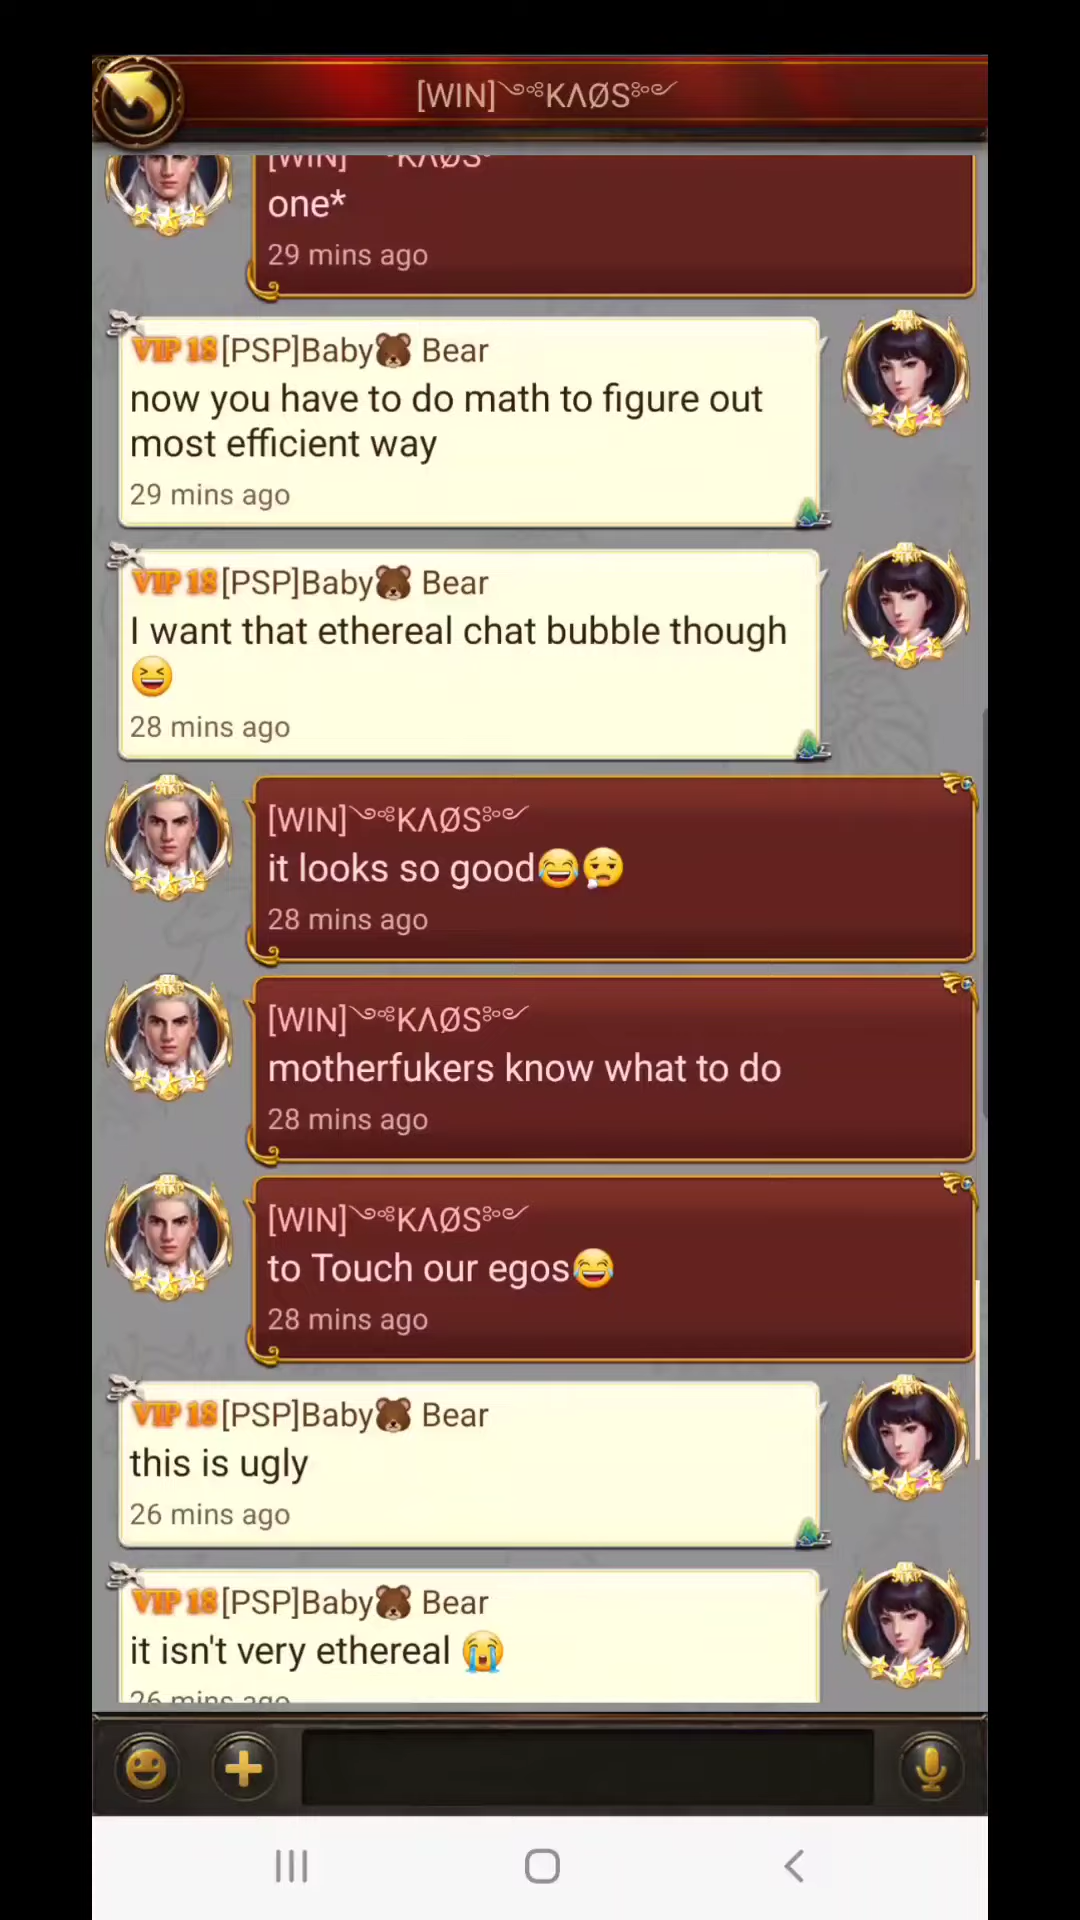 [WIN]༺KΛØS༻
[WIN]༺KΛØS༻
one*
29 mins ago
VIP 18[PSP]Baby🐻 Bear
now you have to do math to figure out
most efficient way
29 mins ago
VIP 18[PSP]Baby🐻 Bear
I want that ethereal chat bubble though
😆
28 mins ago
[WIN]༺KΛØS༻
it looks so good😂😮‍💨
28 mins ago
[WIN]༺KΛØS༻
motherfukers know what to do
28 mins ago
[WIN]༺KΛØS༻
to Touch our egos😂
28 mins ago
VIP 18[PSP]Baby🐻 Bear
this is ugly
26 mins ago
VIP 18[PSP]Baby🐻 Bear
it isn't very ethereal 😭
26 mins ago